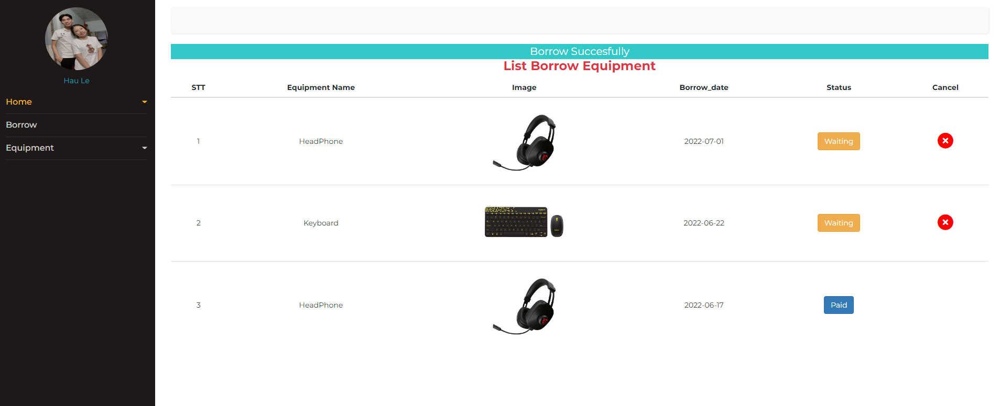 Hau Le
Home
Borrow
Equipment
Borrow Succesfully
List Borrow Equipment
STT Equipment Name Image Borrow_date Status Cancel
1 HeadPhone 2022-07-01 Waiting
2 Keyboard 2022-06-22 Waiting
3 HeadPhone 2022-06-17 Paid